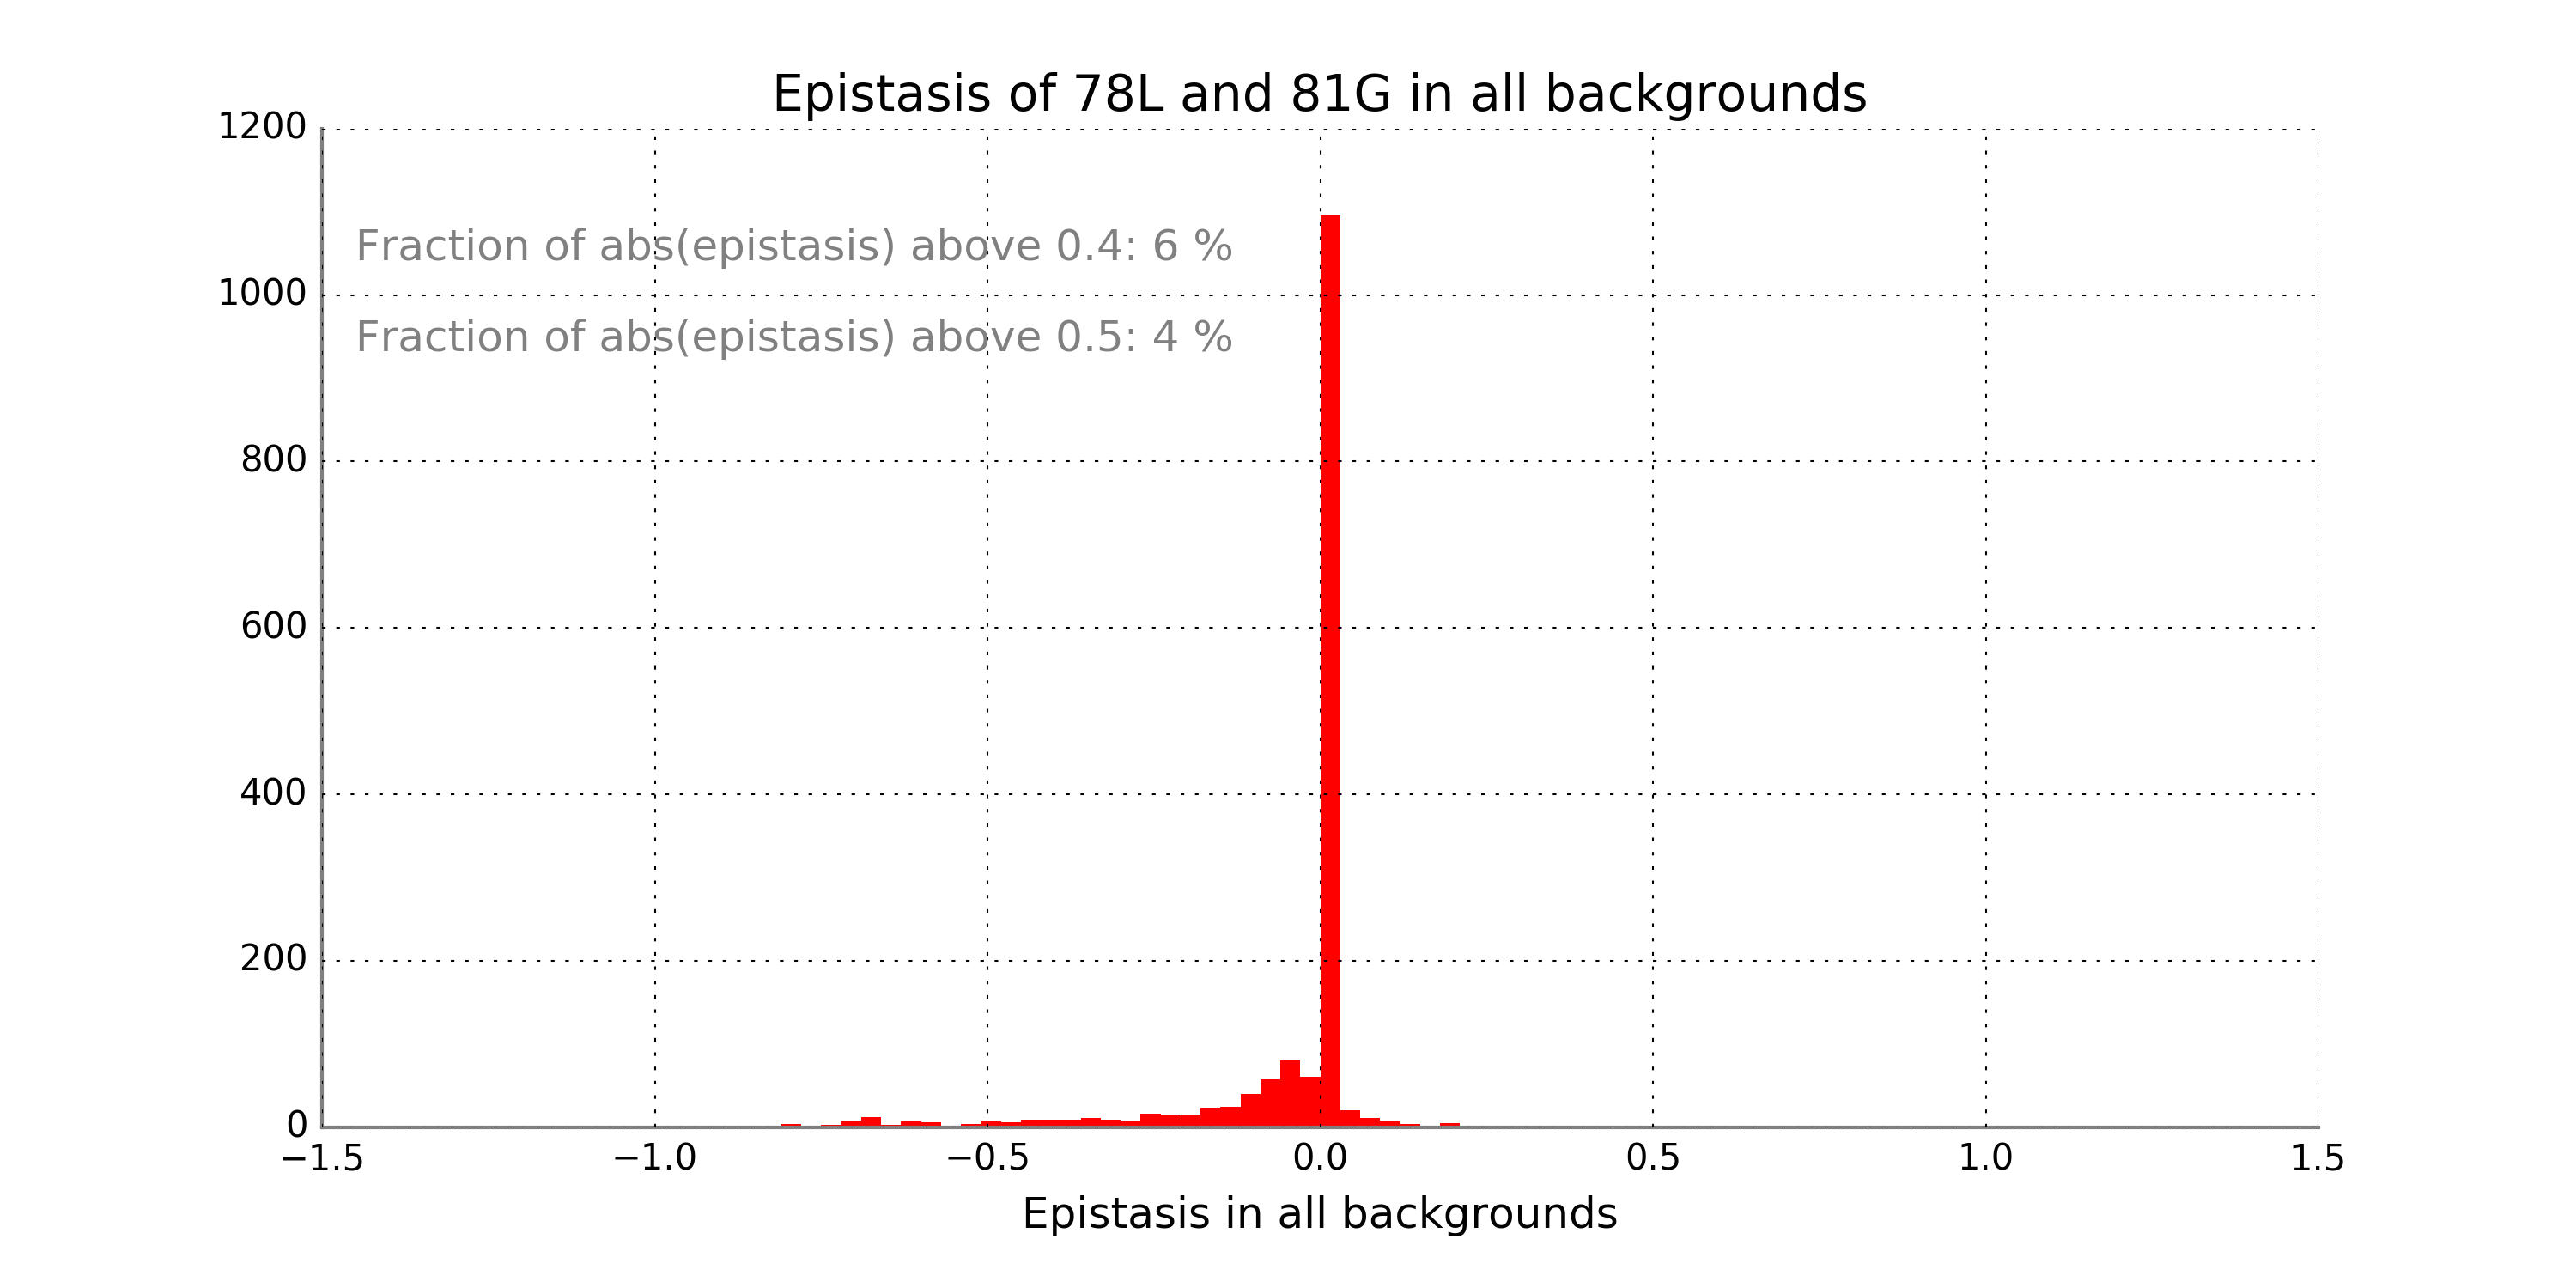 Epistasis of 78L and 81G in all backgrounds
1200
Fraction of abs(epistasis) above 0.4: 6 %
1000
Fraction of abs(epistasis) above 0.5: 4 %
800
600
400
200
0
−1.5 −1.0 −0.5 0.0 0.5 1.0 1.5
Epistasis in all backgrounds